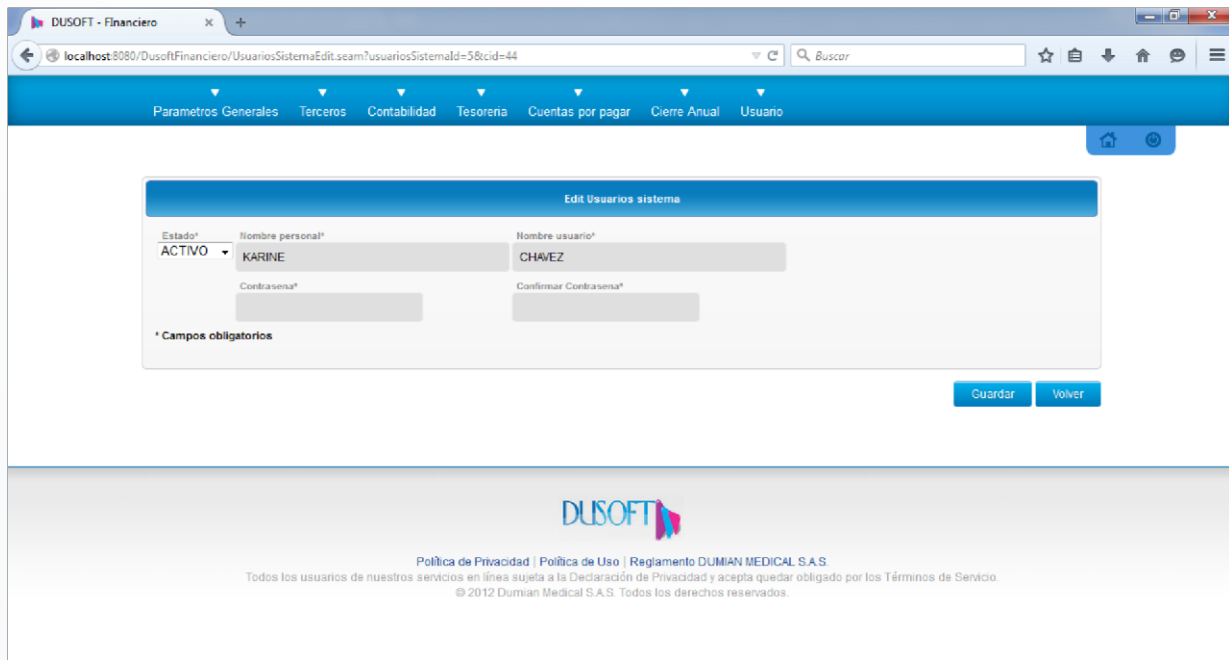 DUSOFT - FInanciero
localhost:8080/DusoftFinanciero/UsuariosSistemaEdit.seam?usuariosSistemaId=5&cid=44
Buscar
Parametros Generales Terceros Contabilidad Tesoreria Cuentas por pagar Cierre Anual Usuario
Edit Usuarios sistema
Estado* Nombre personal* Nombre usuario*
ACTIVO KARINE CHAVEZ
Contrasena* Confirmar Contrasena*
* Campos obligatorios
Guardar Volver
DUSOFT
Política de Privacidad | Política de Uso | Reglamento DUMIAN MEDICAL S.A.S.
Todos los usuarios de nuestros servicios en línea sujeta a la Declaración de Privacidad y acepta quedar obligado por los Términos de Servicio.
© 2012 Dumian Medical S.A.S. Todos los derechos reservados.